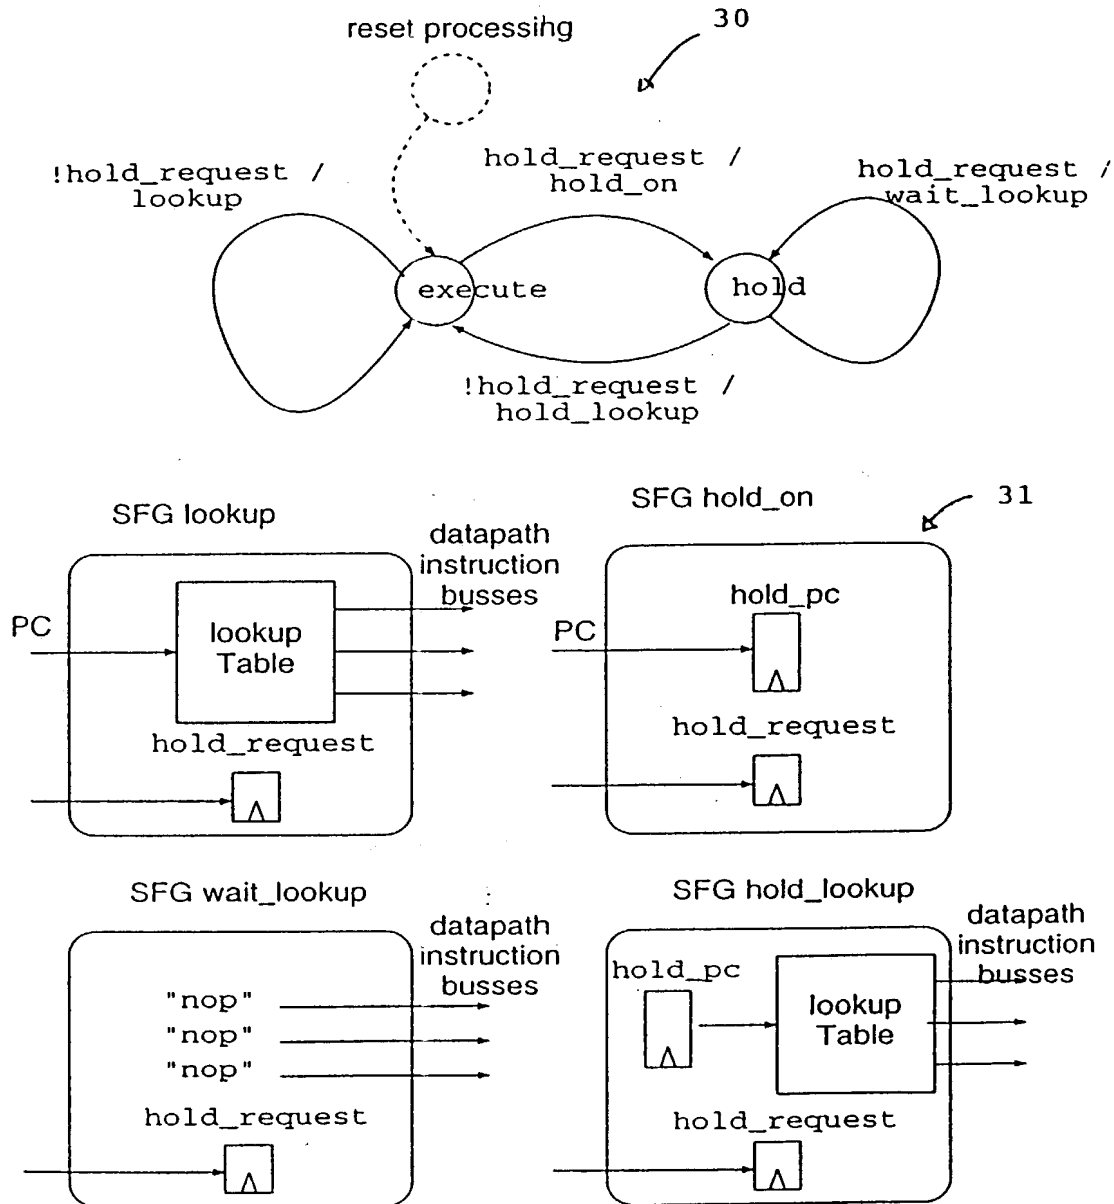 reset processing
30
!hold_request /
lookup
hold_request /
hold_on
hold_request /
wait_lookup
execute
hold
!hold_request /
hold_lookup
SFG lookup
datapath
instruction
busses
PC
lookup
Table
hold_request
SFG hold_on
31
hold_pc
PC
hold_request
SFG wait_lookup
datapath
instruction
busses
"nop"
"nop"
"nop"
hold_request
SFG hold_lookup
datapath
instruction
busses
hold_pc
lookup
Table
hold_request